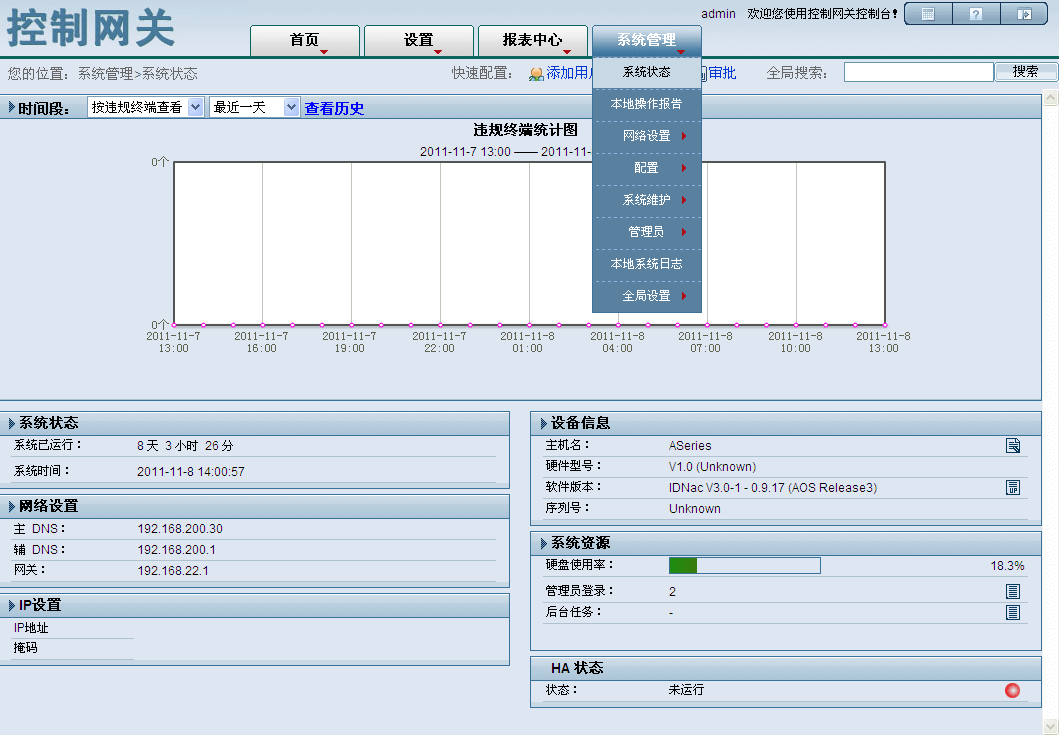 控制网关
admin 欢迎您使用控制网关控制台！
首页 设置 报表中心 系统管理
您的位置：系统管理>系统状态 快速配置： 添加用 审批 全局搜索： 搜索
系统状态
本地操作报告
网络设置
配置
系统维护
管理员
本地系统日志
全局设置
时间段： 按违规终端查看 最近一天 查看历史
违规终端统计图
2011-11-7 13:00 —— 2011-11-
0个
0个
2011-11-7 2011-11-7 2011-11-7 2011-11-7 2011-11-8 2011-11-8 2011-11-8 2011-11-8 2011-11-8
13:00 16:00 19:00 22:00 01:00 04:00 07:00 10:00 13:00
系统状态
系统已运行： 8 天 3 小时 26 分
系统时间： 2011-11-8 14:00:57
网络设置
主 DNS： 192.168.200.30
辅 DNS： 192.168.200.1
网关： 192.168.22.1
IP设置
IP地址
掩码
设备信息
主机名： ASeries
硬件型号： V1.0 (Unknown)
软件版本： IDNac V3.0-1 - 0.9.17 (AOS Release3)
序列号： Unknown
系统资源
硬盘使用率： 18.3%
管理员登录： 2
后台任务： -
HA 状态
状态： 未运行